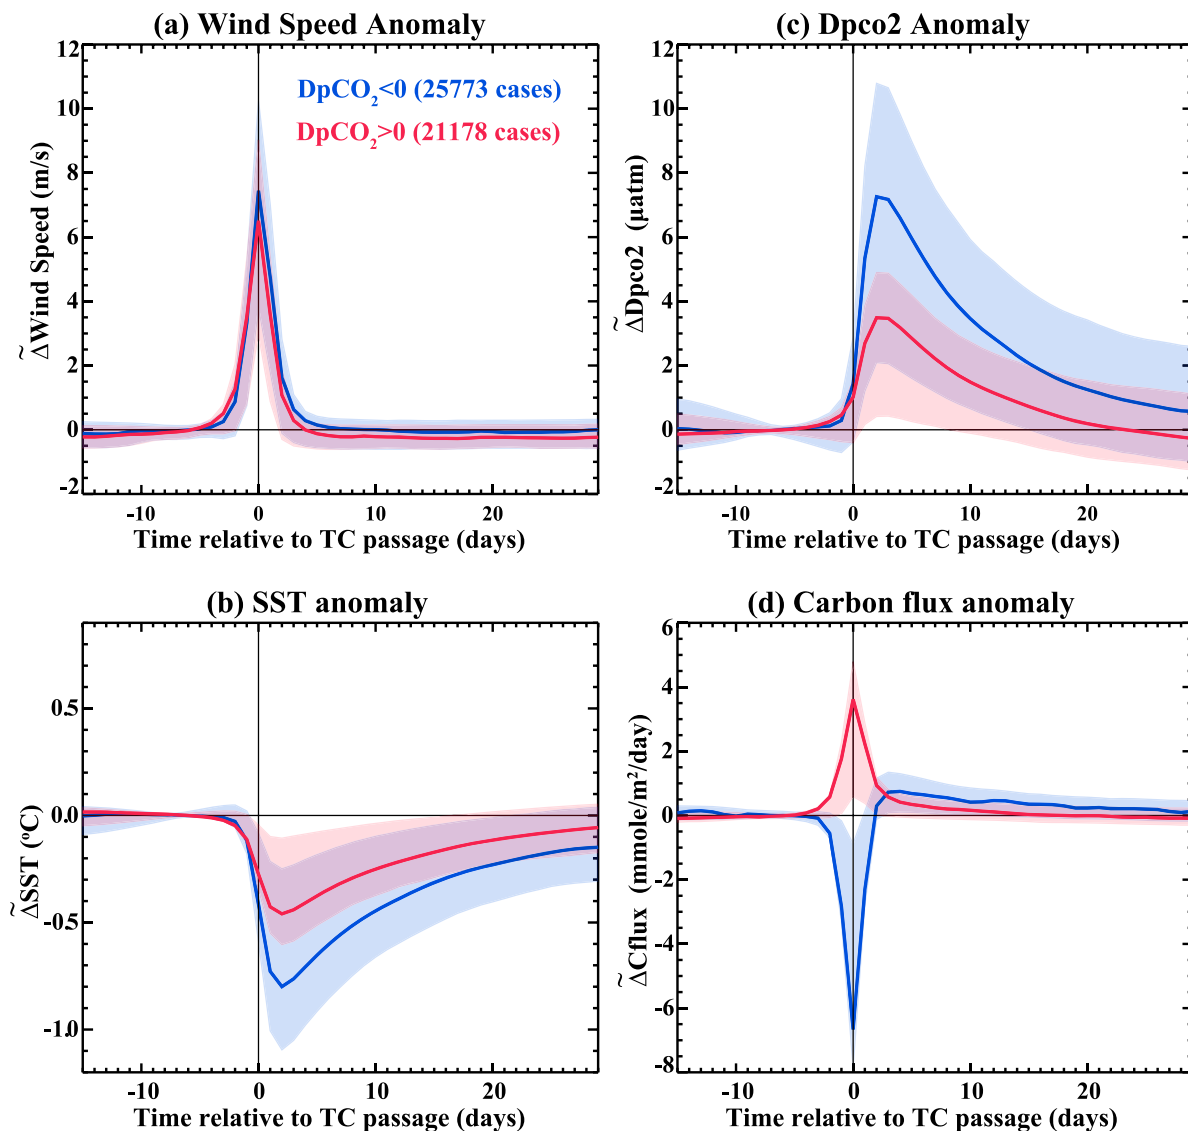 (a) Wind Speed Anomaly
12
10
8
6
4
2
0
-2
Δ̃Wind Speed (m/s)
DpCO₂<0 (25773 cases)
DpCO₂>0 (21178 cases)
-10 0 10 20
Time relative to TC passage (days)
(c) Dpco2 Anomaly
12
10
8
6
4
2
0
-2
Δ̃Dpco2 (μatm)
-10 0 10 20
Time relative to TC passage (days)
(b) SST anomaly
0.5
0.0
-0.5
-1.0
Δ̃SST (°C)
-10 0 10 20
Time relative to TC passage (days)
(d) Carbon flux anomaly
6
4
2
0
-2
-4
-6
-8
Δ̃Cflux (mmole/m²/day)
-10 0 10 20
Time relative to TC passage (days)